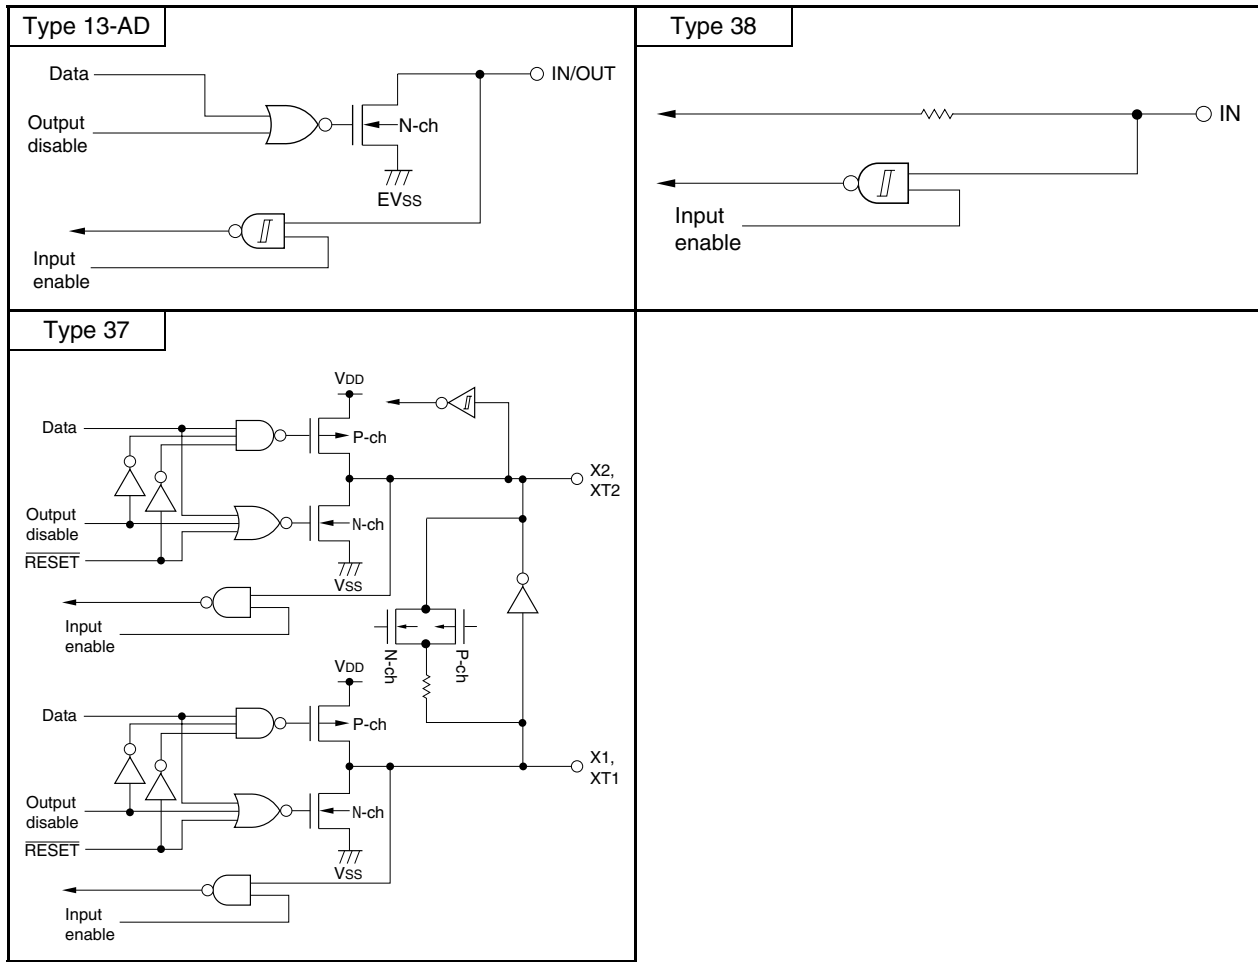 Type 13-AD
Data
IN/OUT
Output
disable
N-ch
EVSS
Input
enable
Type 38
IN
Input
enable
Type 37
VDD
Data
P-ch
X2,
XT2
Output
disable
N-ch
RESET
VSS
Input
enable
N-ch
P-ch
VDD
Data
P-ch
X1,
XT1
Output
disable
N-ch
RESET
VSS
Input
enable